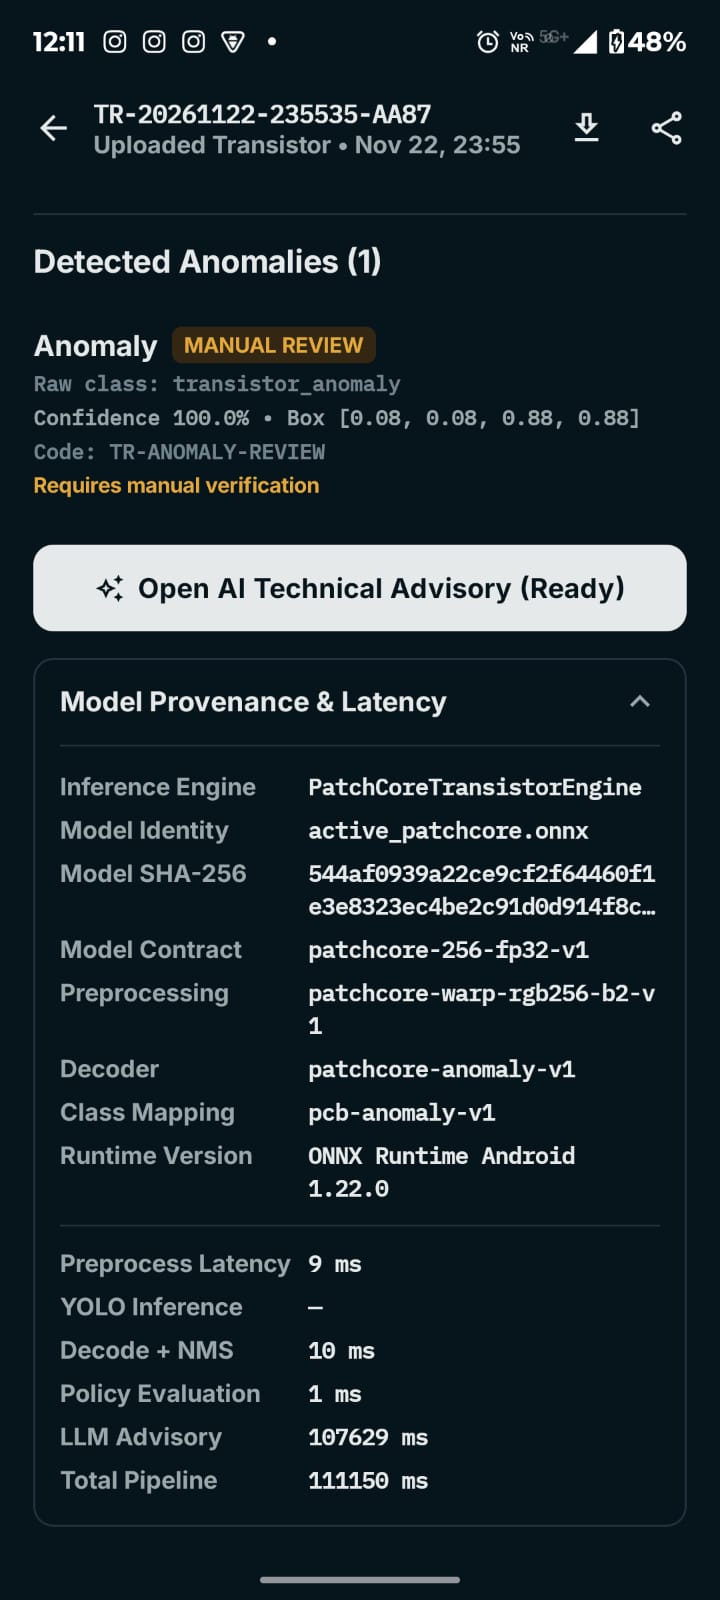 12:11 Vo NR 5G+ 48%
TR-20261122-235535-AA87
Uploaded Transistor • Nov 22, 23:55
Detected Anomalies (1)
Anomaly MANUAL REVIEW
Raw class: transistor_anomaly
Confidence 100.0% • Box [0.08, 0.08, 0.88, 0.88]
Code: TR-ANOMALY-REVIEW
Requires manual verification
Open AI Technical Advisory (Ready)
Model Provenance & Latency
Inference Engine PatchCoreTransistorEngine
Model Identity active_patchcore.onnx
Model SHA-256 544af0939a22ce9cf2f64460f1
e3e8323ec4be2c91d0d914f8c…
Model Contract patchcore-256-fp32-v1
Preprocessing patchcore-warp-rgb256-b2-v
1
Decoder patchcore-anomaly-v1
Class Mapping pcb-anomaly-v1
Runtime Version ONNX Runtime Android
1.22.0
Preprocess Latency 9 ms
YOLO Inference —
Decode + NMS 10 ms
Policy Evaluation 1 ms
LLM Advisory 107629 ms
Total Pipeline 111150 ms